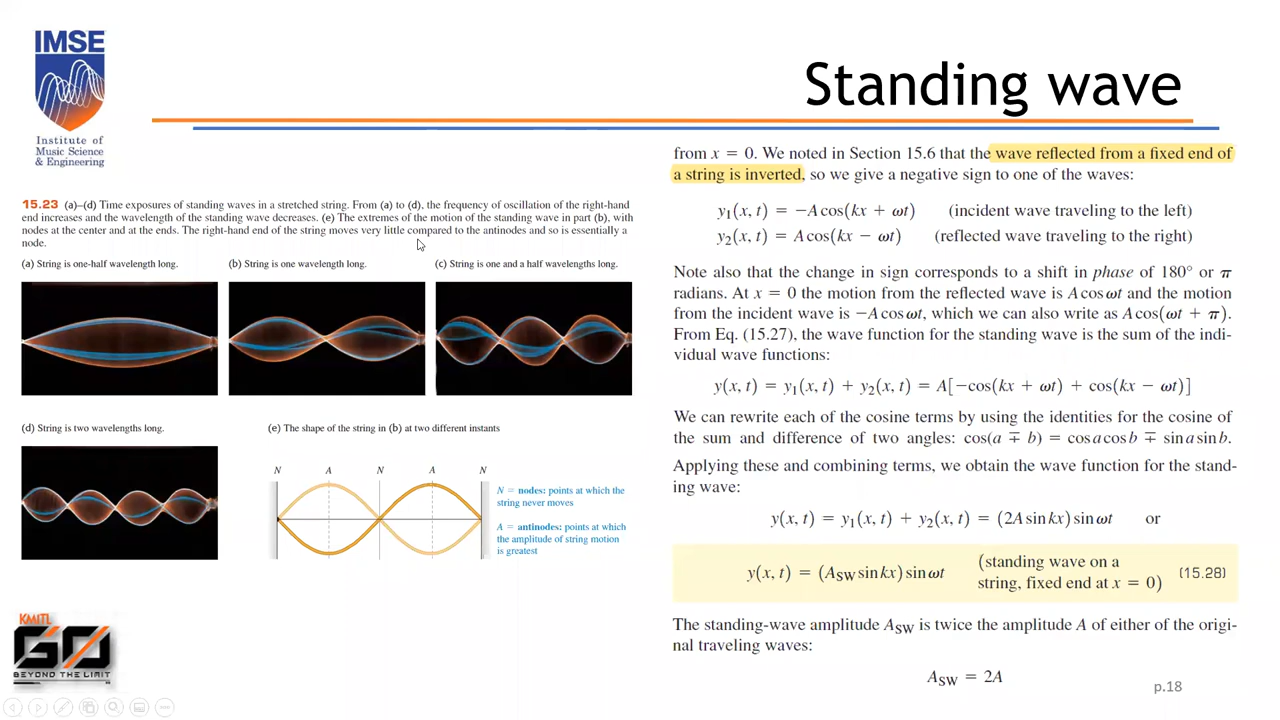 IMSE
Institute of
Music Science
& Engineering
Standing wave
15.23 (a)–(d) Time exposures of standing waves in a stretched string. From (a) to (d), the frequency of oscillation of the right-hand
end increases and the wavelength of the standing wave decreases. (e) The extremes of the motion of the standing wave in part (b), with
nodes at the center and at the ends. The right-hand end of the string moves very little compared to the antinodes and so is essentially a
node.
(a) String is one-half wavelength long.
(b) String is one wavelength long.
(c) String is one and a half wavelengths long.
(d) String is two wavelengths long.
(e) The shape of the string in (b) at two different instants
N A N A N
N = nodes: points at which the
string never moves
A = antinodes: points at which
the amplitude of string motion
is greatest
KMITL
GO
BEYOND THE LIMIT
from x = 0. We noted in Section 15.6 that the wave reflected from a fixed end of
a string is inverted, so we give a negative sign to one of the waves:
y₁(x, t) = −A cos(kx + ωt) (incident wave traveling to the left)
y₂(x, t) = A cos(kx − ωt) (reflected wave traveling to the right)
Note also that the change in sign corresponds to a shift in phase of 180° or π
radians. At x = 0 the motion from the reflected wave is A cos ωt and the motion
from the incident wave is −A cos ωt, which we can also write as A cos(ωt + π).
From Eq. (15.27), the wave function for the standing wave is the sum of the indi-
vidual wave functions:
y(x, t) = y₁(x, t) + y₂(x, t) = A[−cos(kx + ωt) + cos(kx − ωt)]
We can rewrite each of the cosine terms by using the identities for the cosine of
the sum and difference of two angles: cos(a ∓ b) = cos a cos b ∓ sin a sin b.
Applying these and combining terms, we obtain the wave function for the stand-
ing wave:
y(x, t) = y₁(x, t) + y₂(x, t) = (2A sin kx) sin ωt or
y(x, t) = (A_SW sin kx) sin ωt (standing wave on a
string, fixed end at x = 0) (15.28)
The standing-wave amplitude A_SW is twice the amplitude A of either of the origi-
nal traveling waves:
A_SW = 2A
p.18